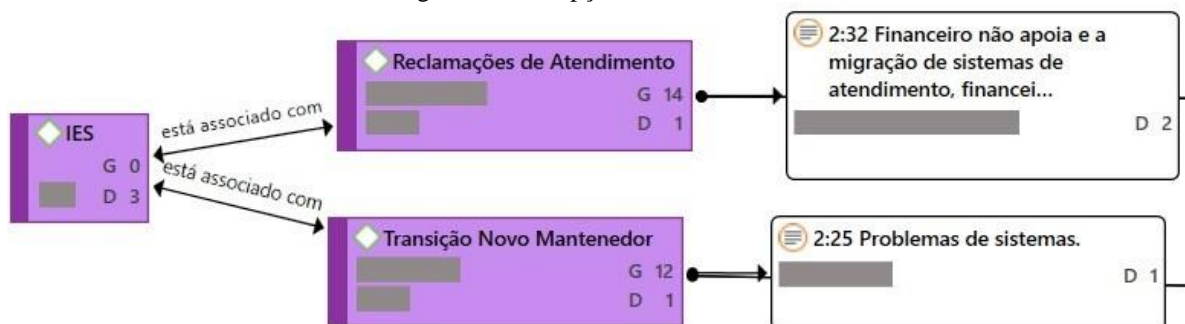 Reclamações de Atendimento
G 14
D 1
2:32 Financeiro não apoia e a
migração de sistemas de
atendimento, financei...
D 2
está associado com
IES
G 0
D 3
está associado com
Transição Novo Mantenedor
G 12
D 1
2:25 Problemas de sistemas.
D 1